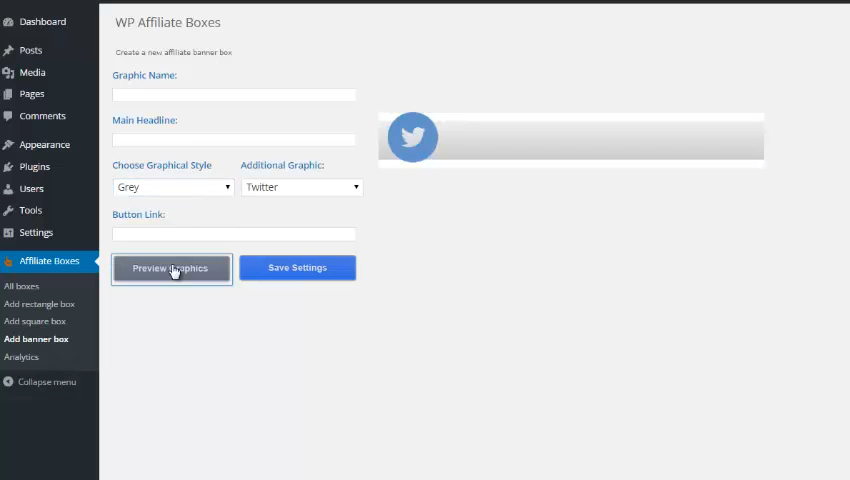 Dashboard
Posts
Media
Pages
Comments
Appearance
Plugins
Users
Tools
Settings
Affiliate Boxes
All boxes
Add rectangle box
Add square box
Add banner box
Analytics
Collapse menu
WP Affiliate Boxes
Create a new affiliate banner box
Graphic Name:
Main Headline:
Choose Graphical Style Additional Graphic:
Grey Twitter
Button Link:
Preview Graphics Save Settings